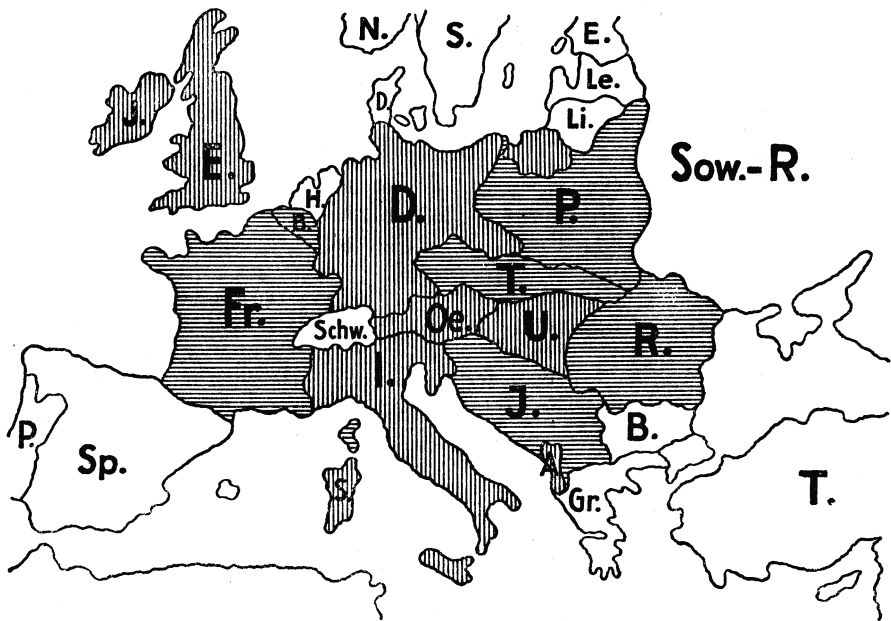 N.
S.
E.
Le.
Li.
D.
J.
E.
H.
B.
D.
P.
Sow.-R.
T.
Fr.
Schw.
Oe.
U.
R.
I.
J.
P.
Sp.
S.
A.
B.
Gr.
T.